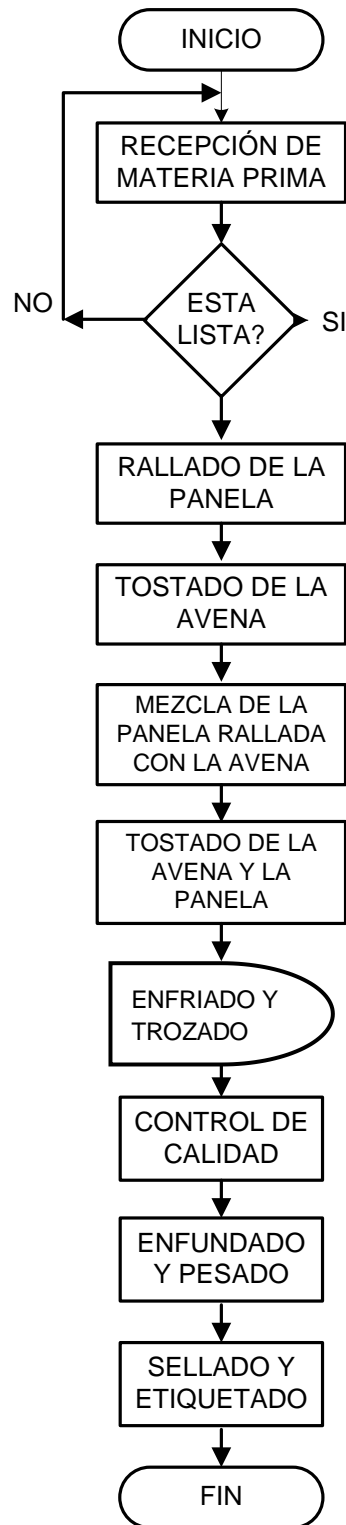 INICIO
RECEPCIÓN DE
MATERIA PRIMA
NO
ESTA
LISTA?
SI
RALLADO DE LA
PANELA
TOSTADO DE LA
AVENA
MEZCLA DE LA
PANELA RALLADA
CON LA AVENA
TOSTADO DE LA
AVENA Y LA
PANELA
ENFRIADO Y
TROZADO
CONTROL DE
CALIDAD
ENFUNDADO
Y PESADO
SELLADO Y
ETIQUETADO
FIN